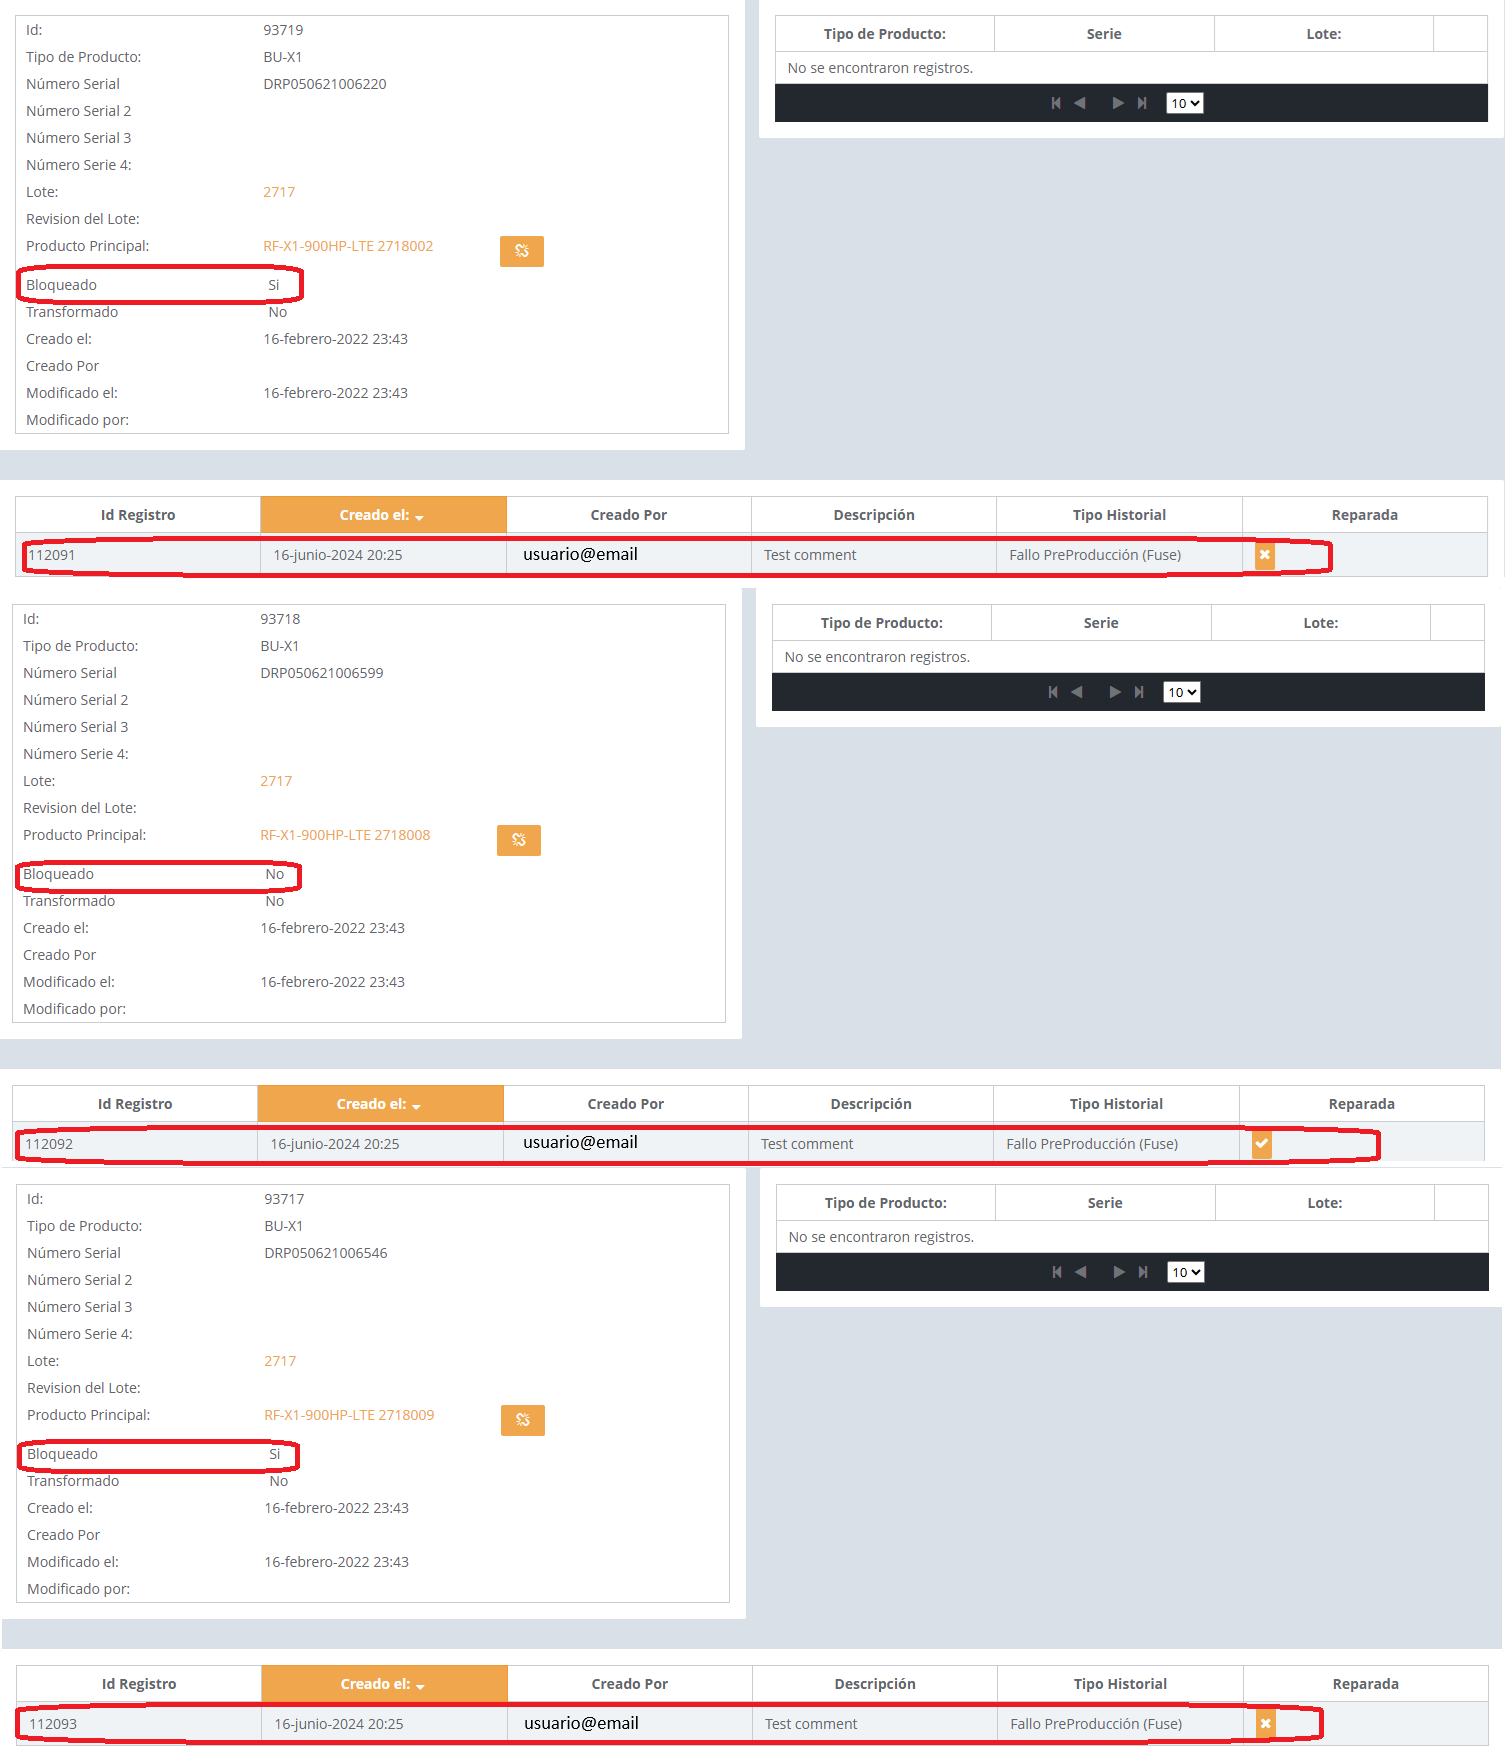 Id: 93719
Tipo de Producto: BU-X1
Número Serial DRP050621006220
Número Serial 2
Número Serial 3
Número Serie 4:
Lote: 2717
Revision del Lote:
Producto Principal: RF-X1-900HP-LTE 2718002
Bloqueado Si
Transformado No
Creado el: 16-febrero-2022 23:43
Creado Por
Modificado el: 16-febrero-2022 23:43
Modificado por:
Tipo de Producto: Serie Lote:
No se encontraron registros.
10
Id Registro Creado el: Creado Por Descripción Tipo Historial Reparada
112091 16-junio-2024 20:25 usuario@email Test comment Fallo PreProducción (Fuse)
Id: 93718
Tipo de Producto: BU-X1
Número Serial DRP050621006599
Número Serial 2
Número Serial 3
Número Serie 4:
Lote: 2717
Revision del Lote:
Producto Principal: RF-X1-900HP-LTE 2718008
Bloqueado No
Transformado No
Creado el: 16-febrero-2022 23:43
Creado Por
Modificado el: 16-febrero-2022 23:43
Modificado por:
Tipo de Producto: Serie Lote:
No se encontraron registros.
10
Id Registro Creado el: Creado Por Descripción Tipo Historial Reparada
112092 16-junio-2024 20:25 usuario@email Test comment Fallo PreProducción (Fuse)
Id: 93717
Tipo de Producto: BU-X1
Número Serial DRP050621006546
Número Serial 2
Número Serial 3
Número Serie 4:
Lote: 2717
Revision del Lote:
Producto Principal: RF-X1-900HP-LTE 2718009
Bloqueado Si
Transformado No
Creado el: 16-febrero-2022 23:43
Creado Por
Modificado el: 16-febrero-2022 23:43
Modificado por:
Tipo de Producto: Serie Lote:
No se encontraron registros.
10
Id Registro Creado el: Creado Por Descripción Tipo Historial Reparada
112093 16-junio-2024 20:25 usuario@email Test comment Fallo PreProducción (Fuse)